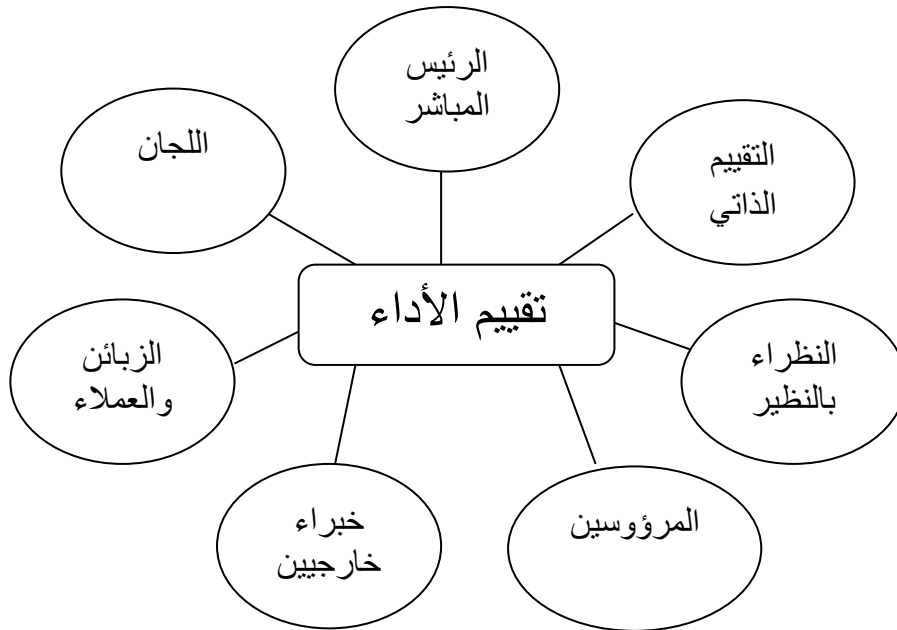 الرئيس
المباشر
اللجان
التقييم
الذاتي
تقييم الأداء
النظراء
بالنظير
الزبائن
والعملاء
المرؤوسين
خبراء
خارجيين